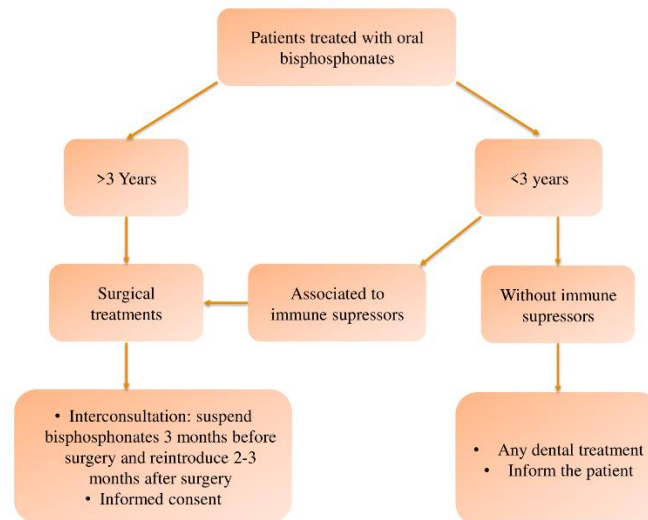 Patients treated with oral
bisphosphonates
>3 Years
<3 years
Surgical
treatments
Associated to
immune supressors
Without immune
supressors
• Interconsultation: suspend
bisphosphonates 3 months before
surgery and reintroduce 2-3
months after surgery
• Informed consent
• Any dental treatment
• Inform the patient